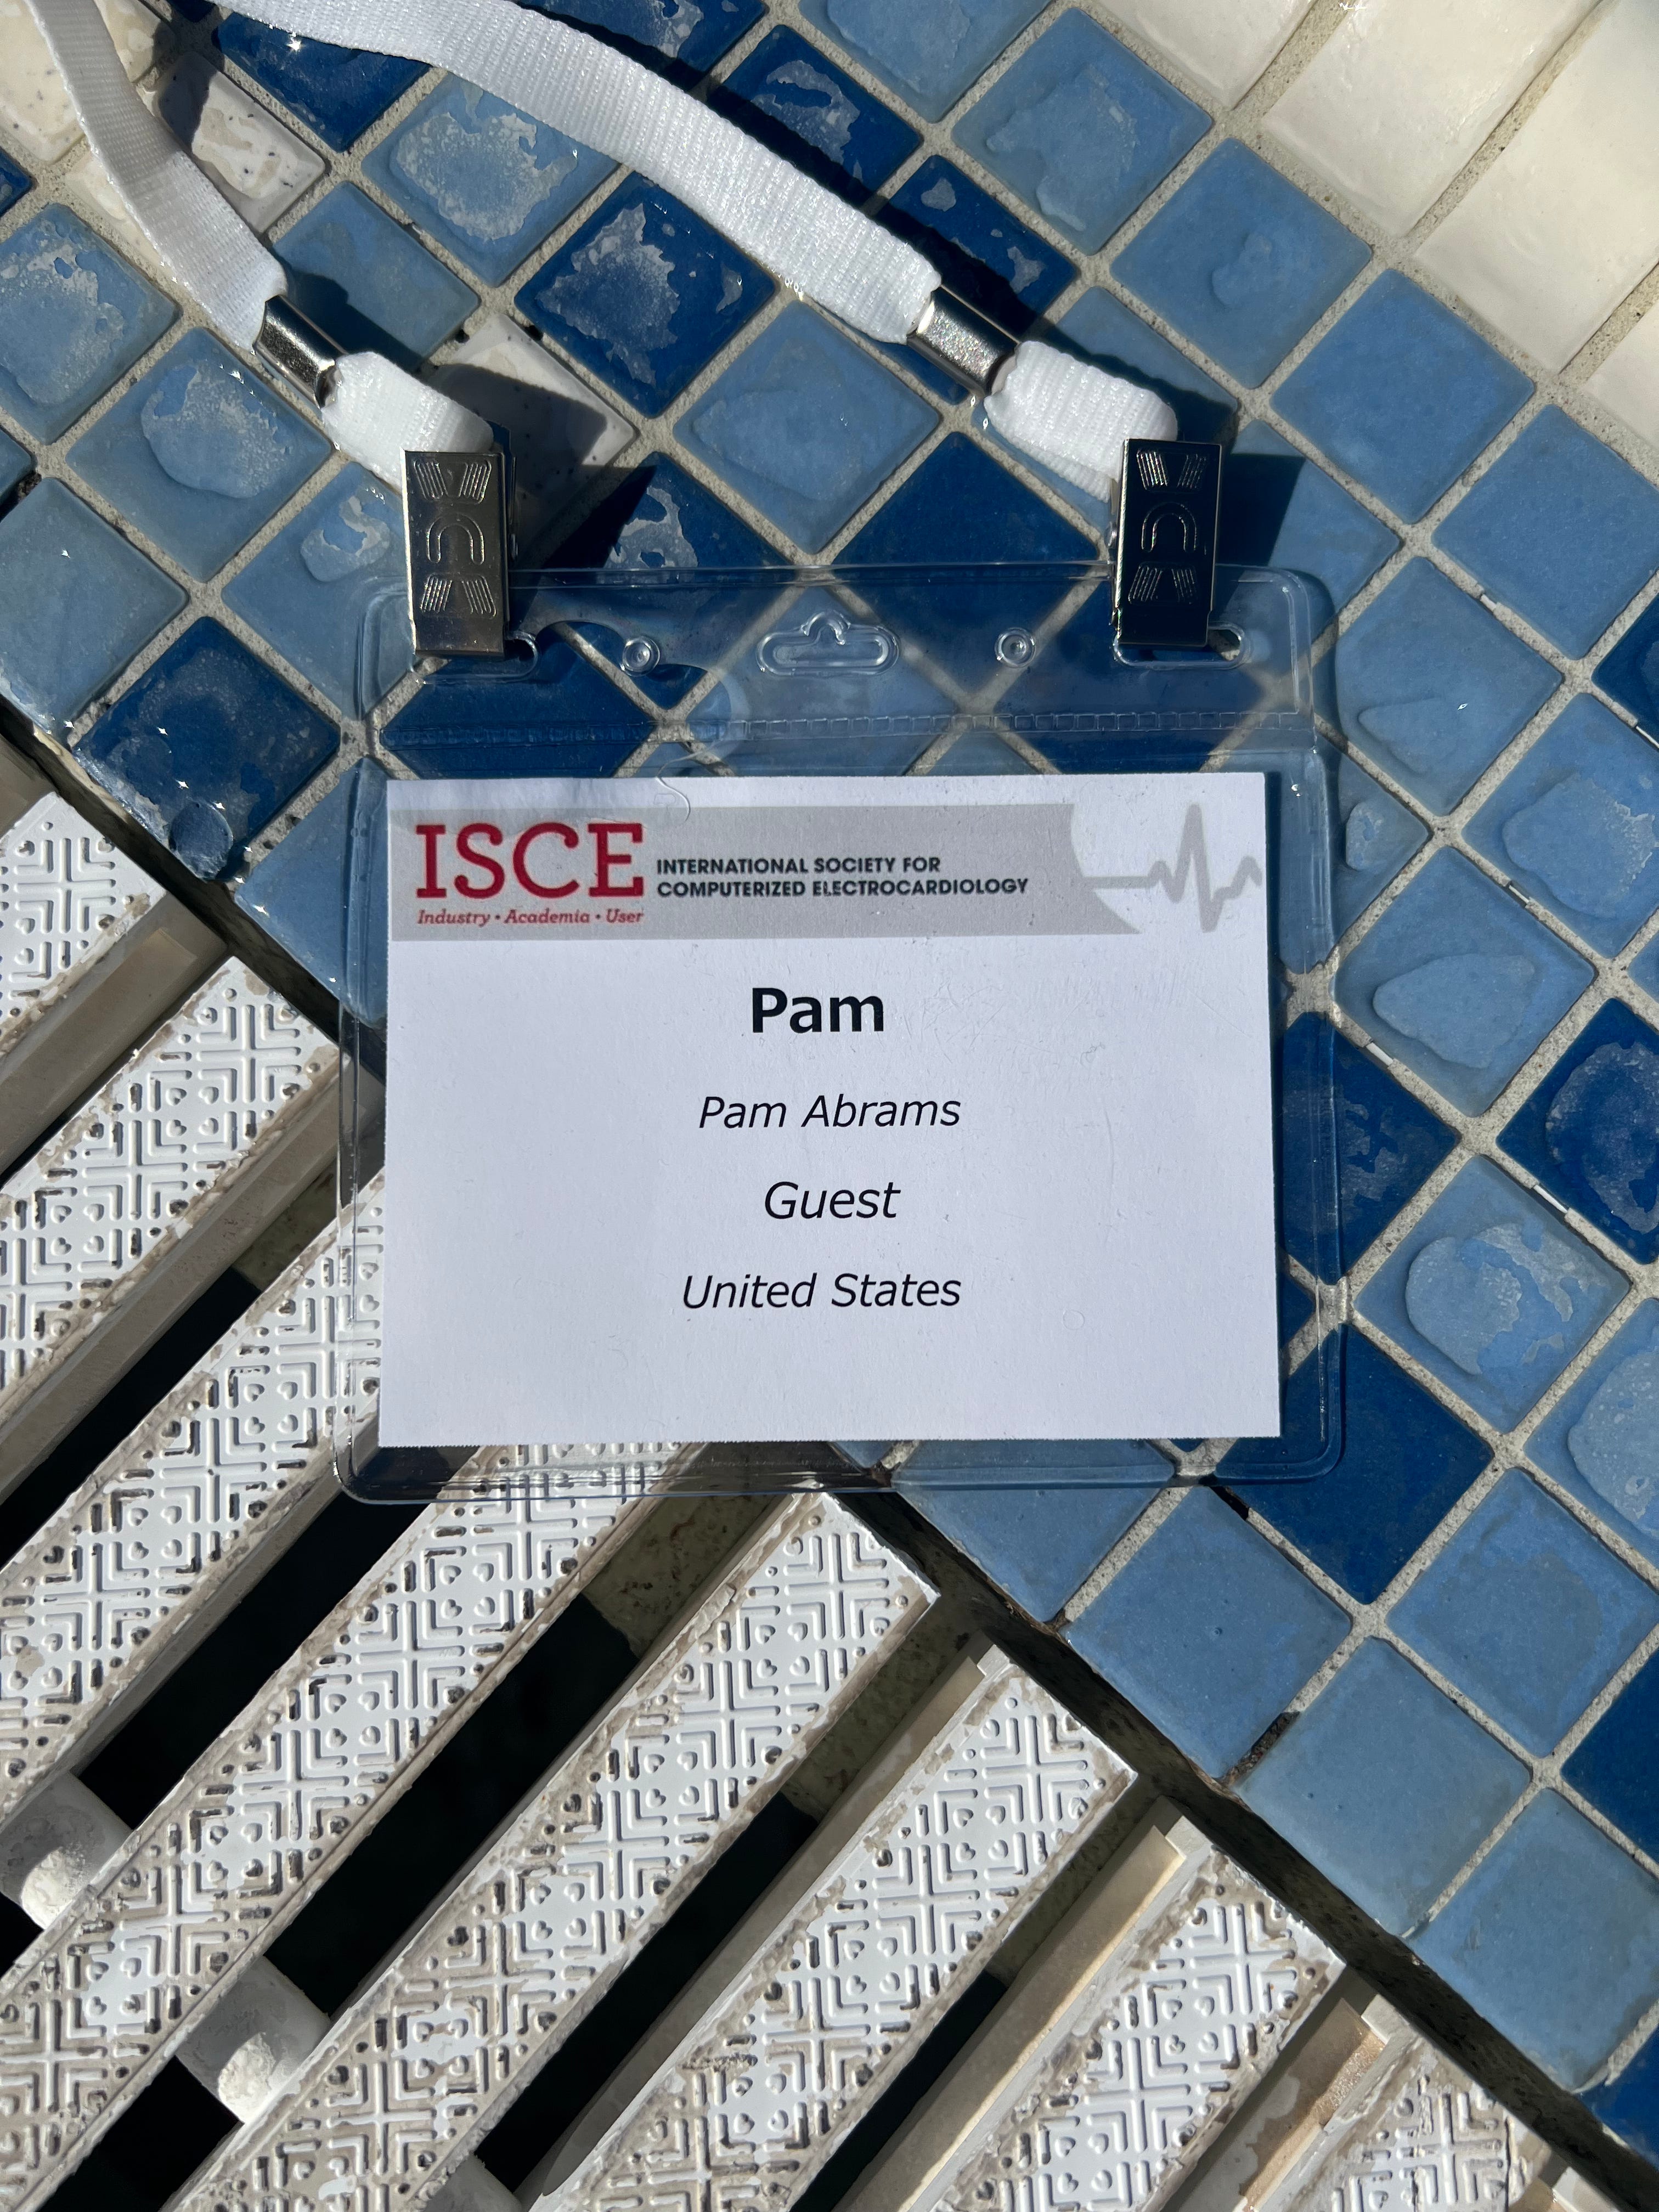 ISCE
INTERNATIONAL SOCIETY FOR
COMPUTERIZED ELECTROCARDIOLOGY
Industry • Academia • User
Pam
Pam Abrams
Guest
United States